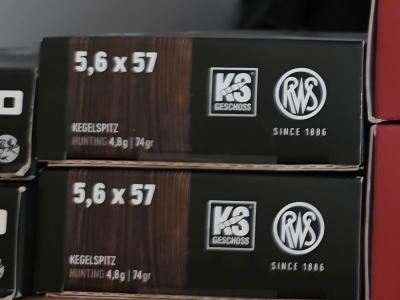 5,6 x 57
KS
GESCHOSS
RWS
SINCE 1886
KEGELSPITZ
HUNTING 4,8g | 74gr
5,6 x 57
KS
GESCHOSS
RWS
SINCE 1886
KEGELSPITZ
HUNTING 4,8g | 74gr
O